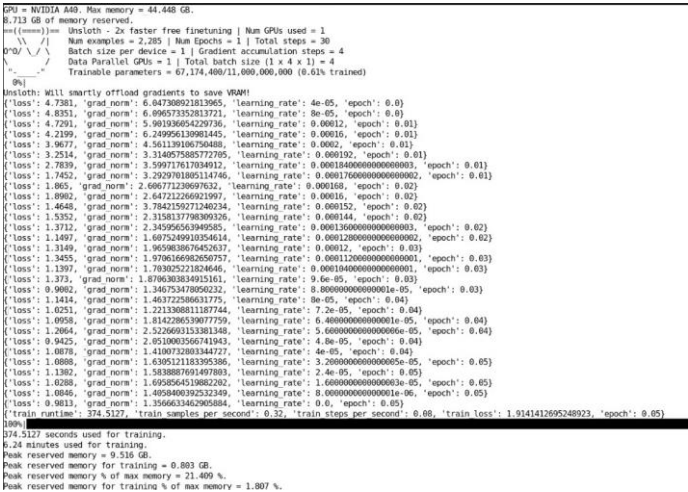 GPU = NVIDIA A40. Max memory = 44.448 GB.
8.713 GB of memory reserved.
==((====))== Unsloth - 2x faster free finetuning | Num GPUs used = 1
\\ /| Num examples = 2,285 | Num Epochs = 1 | Total steps = 30
O^O/ \_/ \ Batch size per device = 1 | Gradient accumulation steps = 4
\ / Data Parallel GPUs = 1 | Total batch size (1 x 4 x 1) = 4
"-____-" Trainable parameters = 67,174,400/11,000,000,000 (0.61% trained)
0%|
Unsloth: Will smartly offload gradients to save VRAM!
{'loss': 4.7381, 'grad_norm': 6.047308921813965, 'learning_rate': 4e-05, 'epoch': 0.0}
{'loss': 4.8351, 'grad_norm': 6.096573352813721, 'learning_rate': 8e-05, 'epoch': 0.0}
{'loss': 4.7291, 'grad_norm': 5.901936054229736, 'learning_rate': 0.00012, 'epoch': 0.01}
{'loss': 4.2199, 'grad_norm': 6.249956130981445, 'learning_rate': 0.00016, 'epoch': 0.01}
{'loss': 3.9677, 'grad_norm': 4.561139106750488, 'learning_rate': 0.0002, 'epoch': 0.01}
{'loss': 3.2514, 'grad_norm': 3.3140575885772705, 'learning_rate': 0.000192, 'epoch': 0.01}
{'loss': 2.7839, 'grad_norm': 3.599717617034912, 'learning_rate': 0.00018400000000000003, 'epoch': 0.01}
{'loss': 1.7452, 'grad_norm': 3.2929701805114746, 'learning_rate': 0.00017600000000000002, 'epoch': 0.01}
{'loss': 1.865, 'grad_norm': 2.606771230697632, 'learning_rate': 0.000168, 'epoch': 0.02}
{'loss': 1.8902, 'grad_norm': 2.647212266921997, 'learning_rate': 0.00016, 'epoch': 0.02}
{'loss': 1.4648, 'grad_norm': 3.7842159271240234, 'learning_rate': 0.000152, 'epoch': 0.02}
{'loss': 1.5352, 'grad_norm': 2.3158137798309326, 'learning_rate': 0.000144, 'epoch': 0.02}
{'loss': 1.3712, 'grad_norm': 2.345956563949585, 'learning_rate': 0.00013600000000000003, 'epoch': 0.02}
{'loss': 1.1497, 'grad_norm': 1.6075249910354614, 'learning_rate': 0.00012800000000000002, 'epoch': 0.02}
{'loss': 1.3149, 'grad_norm': 1.9659838676452637, 'learning_rate': 0.00012, 'epoch': 0.03}
{'loss': 1.3455, 'grad_norm': 1.9706166982650757, 'learning_rate': 0.00011200000000000001, 'epoch': 0.03}
{'loss': 1.1397, 'grad_norm': 1.703025221824646, 'learning_rate': 0.00010400000000000001, 'epoch': 0.03}
{'loss': 1.373, 'grad_norm': 1.8706303834915161, 'learning_rate': 9.6e-05, 'epoch': 0.03}
{'loss': 0.9002, 'grad_norm': 1.346753478050232, 'learning_rate': 8.800000000000001e-05, 'epoch': 0.03}
{'loss': 1.1414, 'grad_norm': 1.463722586631775, 'learning_rate': 8e-05, 'epoch': 0.04}
{'loss': 1.0251, 'grad_norm': 1.2213308811187744, 'learning_rate': 7.2e-05, 'epoch': 0.04}
{'loss': 1.0958, 'grad_norm': 1.8142286539077759, 'learning_rate': 6.400000000000001e-05, 'epoch': 0.04}
{'loss': 1.2064, 'grad_norm': 2.5226693153381348, 'learning_rate': 5.6000000000000006e-05, 'epoch': 0.04}
{'loss': 0.9425, 'grad_norm': 2.0510003566741943, 'learning_rate': 4.8e-05, 'epoch': 0.04}
{'loss': 1.0878, 'grad_norm': 1.4100732803344727, 'learning_rate': 4e-05, 'epoch': 0.04}
{'loss': 1.0808, 'grad_norm': 1.6305121183395386, 'learning_rate': 3.2000000000000005e-05, 'epoch': 0.05}
{'loss': 1.1302, 'grad_norm': 1.5838887691497803, 'learning_rate': 2.4e-05, 'epoch': 0.05}
{'loss': 1.0288, 'grad_norm': 1.6958564519882202, 'learning_rate': 1.6000000000000003e-05, 'epoch': 0.05}
{'loss': 1.0846, 'grad_norm': 1.4058400392532349, 'learning_rate': 8.000000000000001e-06, 'epoch': 0.05}
{'loss': 0.9813, 'grad_norm': 1.3566633462905884, 'learning_rate': 0.0, 'epoch': 0.05}
{'train_runtime': 374.5127, 'train_samples_per_second': 0.32, 'train_steps_per_second': 0.08, 'train_loss': 1.9141412695248923, 'epoch': 0.05}
100%|
374.5127 seconds used for training.
6.24 minutes used for training.
Peak reserved memory = 9.516 GB.
Peak reserved memory for training = 0.803 GB.
Peak reserved memory % of max memory = 21.409 %.
Peak reserved memory for training % of max memory = 1.807 %.